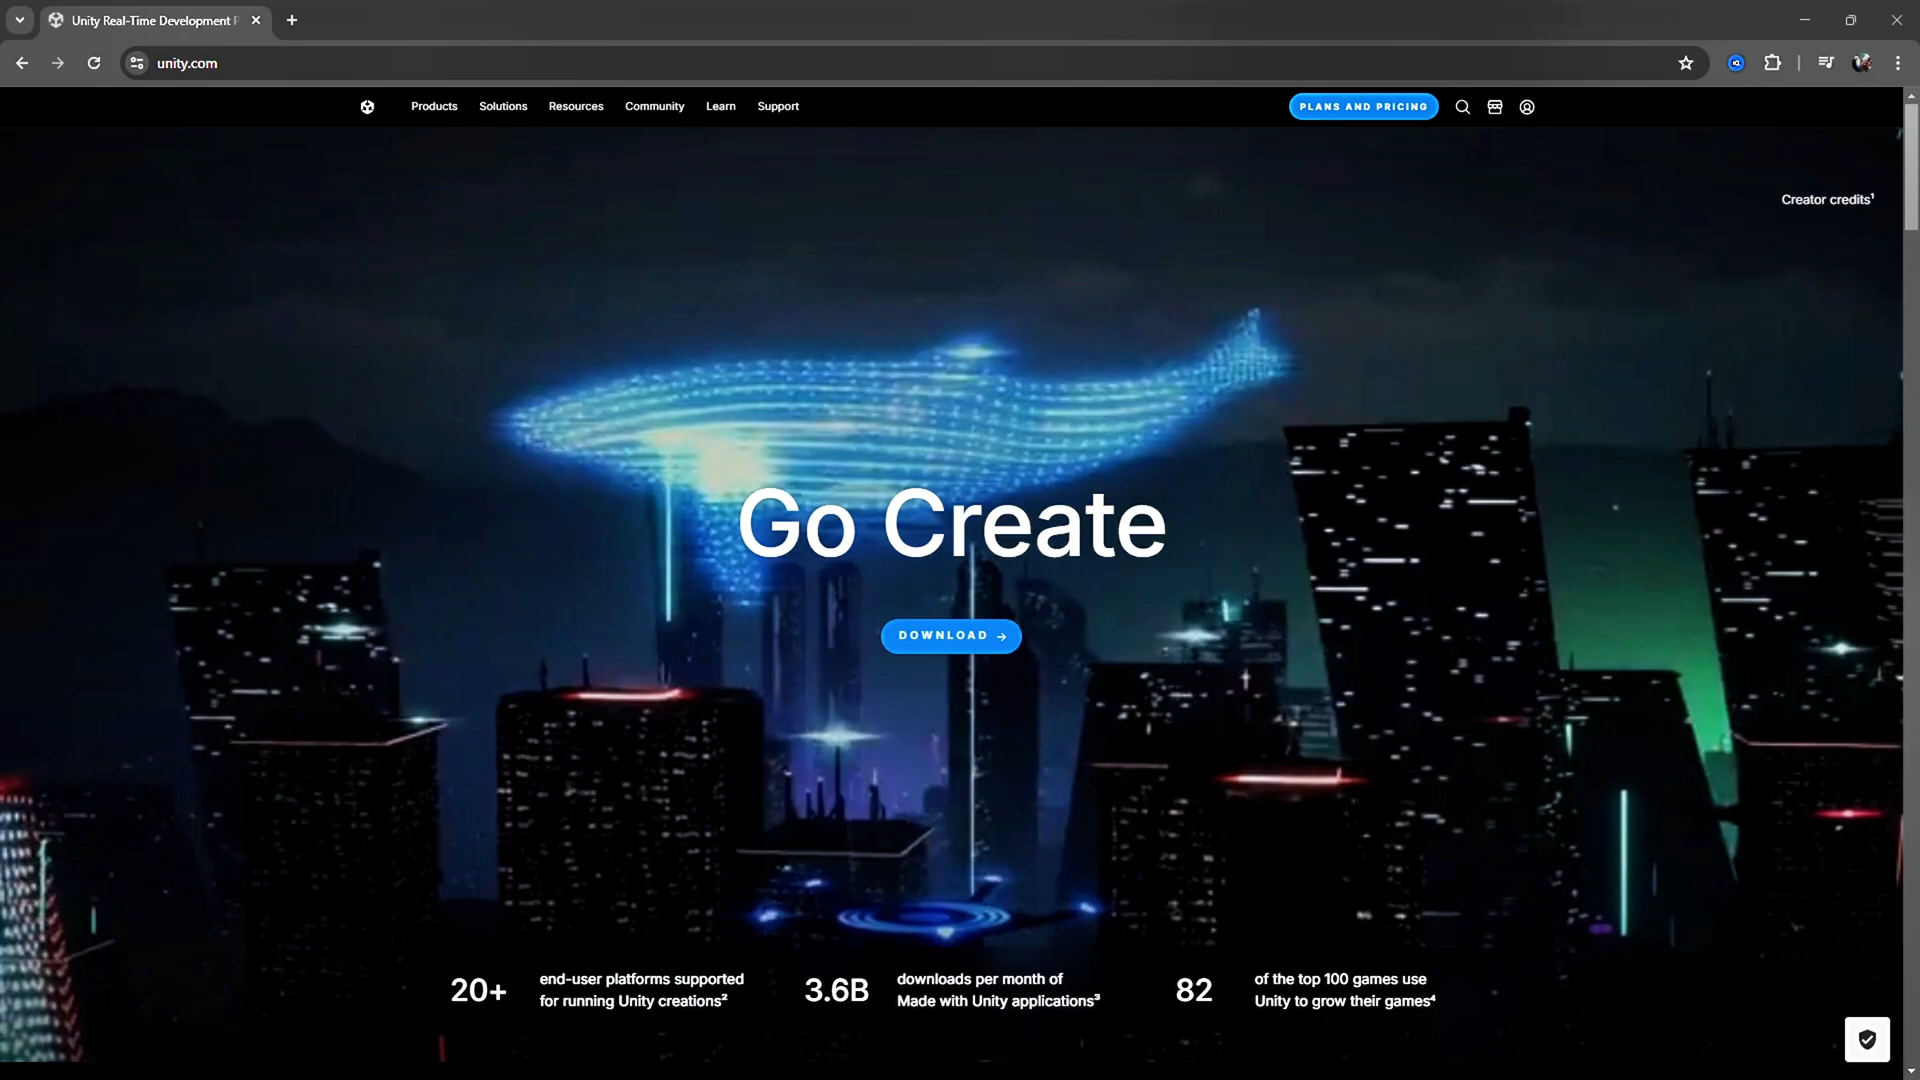 Unity Real-Time Development P
unity.com
Products Solutions Resources Community Learn Support
PLANS AND PRICING
Creator credits¹
Go Create
DOWNLOAD →
20+ end-user platforms supported
for running Unity creations²
3.6B downloads per month of
Made with Unity applications³
82 of the top 100 games use
Unity to grow their games⁴